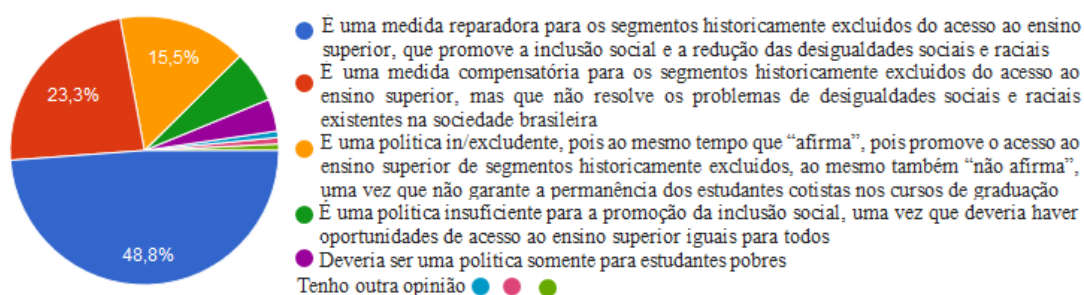 15,5%
23,3%
48,8%
É uma medida reparadora para os segmentos historicamente excluídos do acesso ao ensino
superior, que promove a inclusão social e a redução das desigualdades sociais e raciais
É uma medida compensatória para os segmentos historicamente excluídos do acesso ao
ensino superior, mas que não resolve os problemas de desigualdades sociais e raciais
existentes na sociedade brasileira
É uma política in/excludente, pois ao mesmo tempo que “afirma”, pois promove o acesso ao
ensino superior de segmentos historicamente excluídos, ao mesmo também “não afirma”,
uma vez que não garante a permanência dos estudantes cotistas nos cursos de graduação
É uma política insuficiente para a promoção da inclusão social, uma vez que deveria haver
oportunidades de acesso ao ensino superior iguais para todos
Deveria ser uma política somente para estudantes pobres
Tenho outra opinião